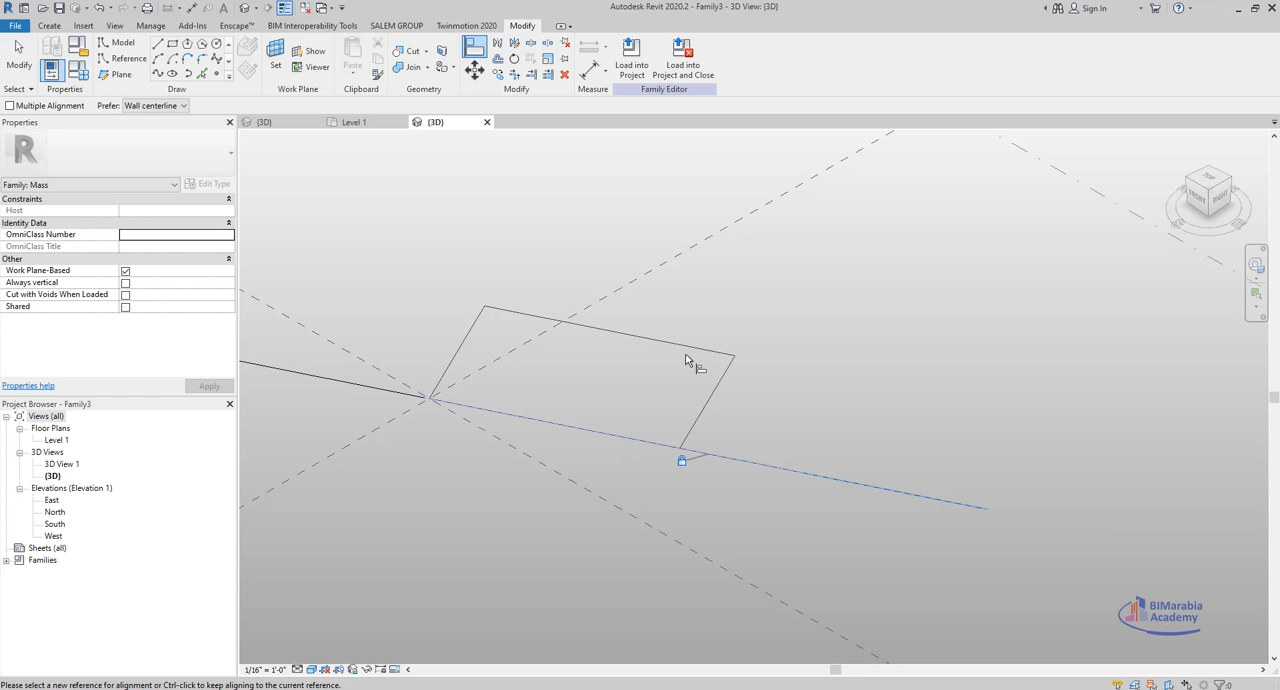 Autodesk Revit 2020.2 - Family3 - 3D View: {3D}
Sign In
File Create Insert View Manage Add-Ins Enscape™ BIM Interoperability Tools SALEM GROUP Twinmotion 2020 Modify
Modify
Model
Reference
Plane
Set
Show
Viewer
Paste
Cut
Join
Load into
Project
Load into
Project and Close
Select Properties Draw Work Plane Clipboard Geometry Modify Measure Family Editor
Multiple Alignment Prefer: Wall centerline
Properties
{3D} Level 1 {3D}
Family: Mass Edit Type
Constraints
Host
Identity Data
OmniClass Number
OmniClass Title
Other
Work Plane-Based
Always vertical
Cut with Voids When Loaded
Shared
Properties help Apply
Project Browser - Family3
Views (all)
Floor Plans
Level 1
3D Views
3D View 1
{3D}
Elevations (Elevation 1)
East
North
South
West
Sheets (all)
Families
TOP
FRONT
RIGHT
BIMarabia
Academy
1/16" = 1'-0"
Please select a new reference for alignment or Ctrl-click to keep aligning to the current reference.
:0